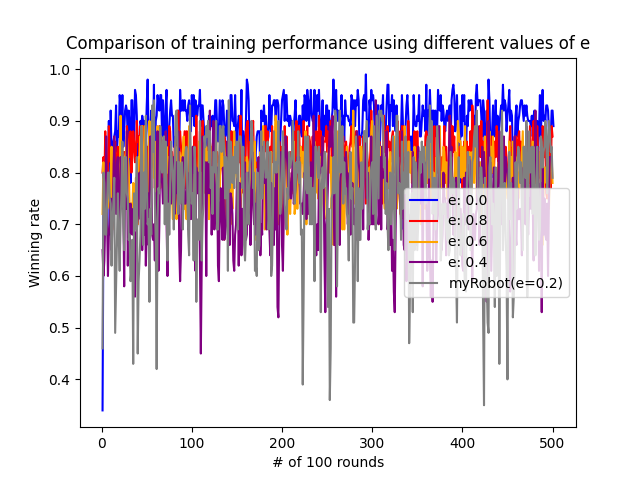 Comparison of training performance using different values of e
1.0
0.9
0.8
0.7
0.6
0.5
0.4
Winning rate
e: 0.0
e: 0.8
e: 0.6
e: 0.4
myRobot(e=0.2)
0
100
200
300
400
500
# of 100 rounds